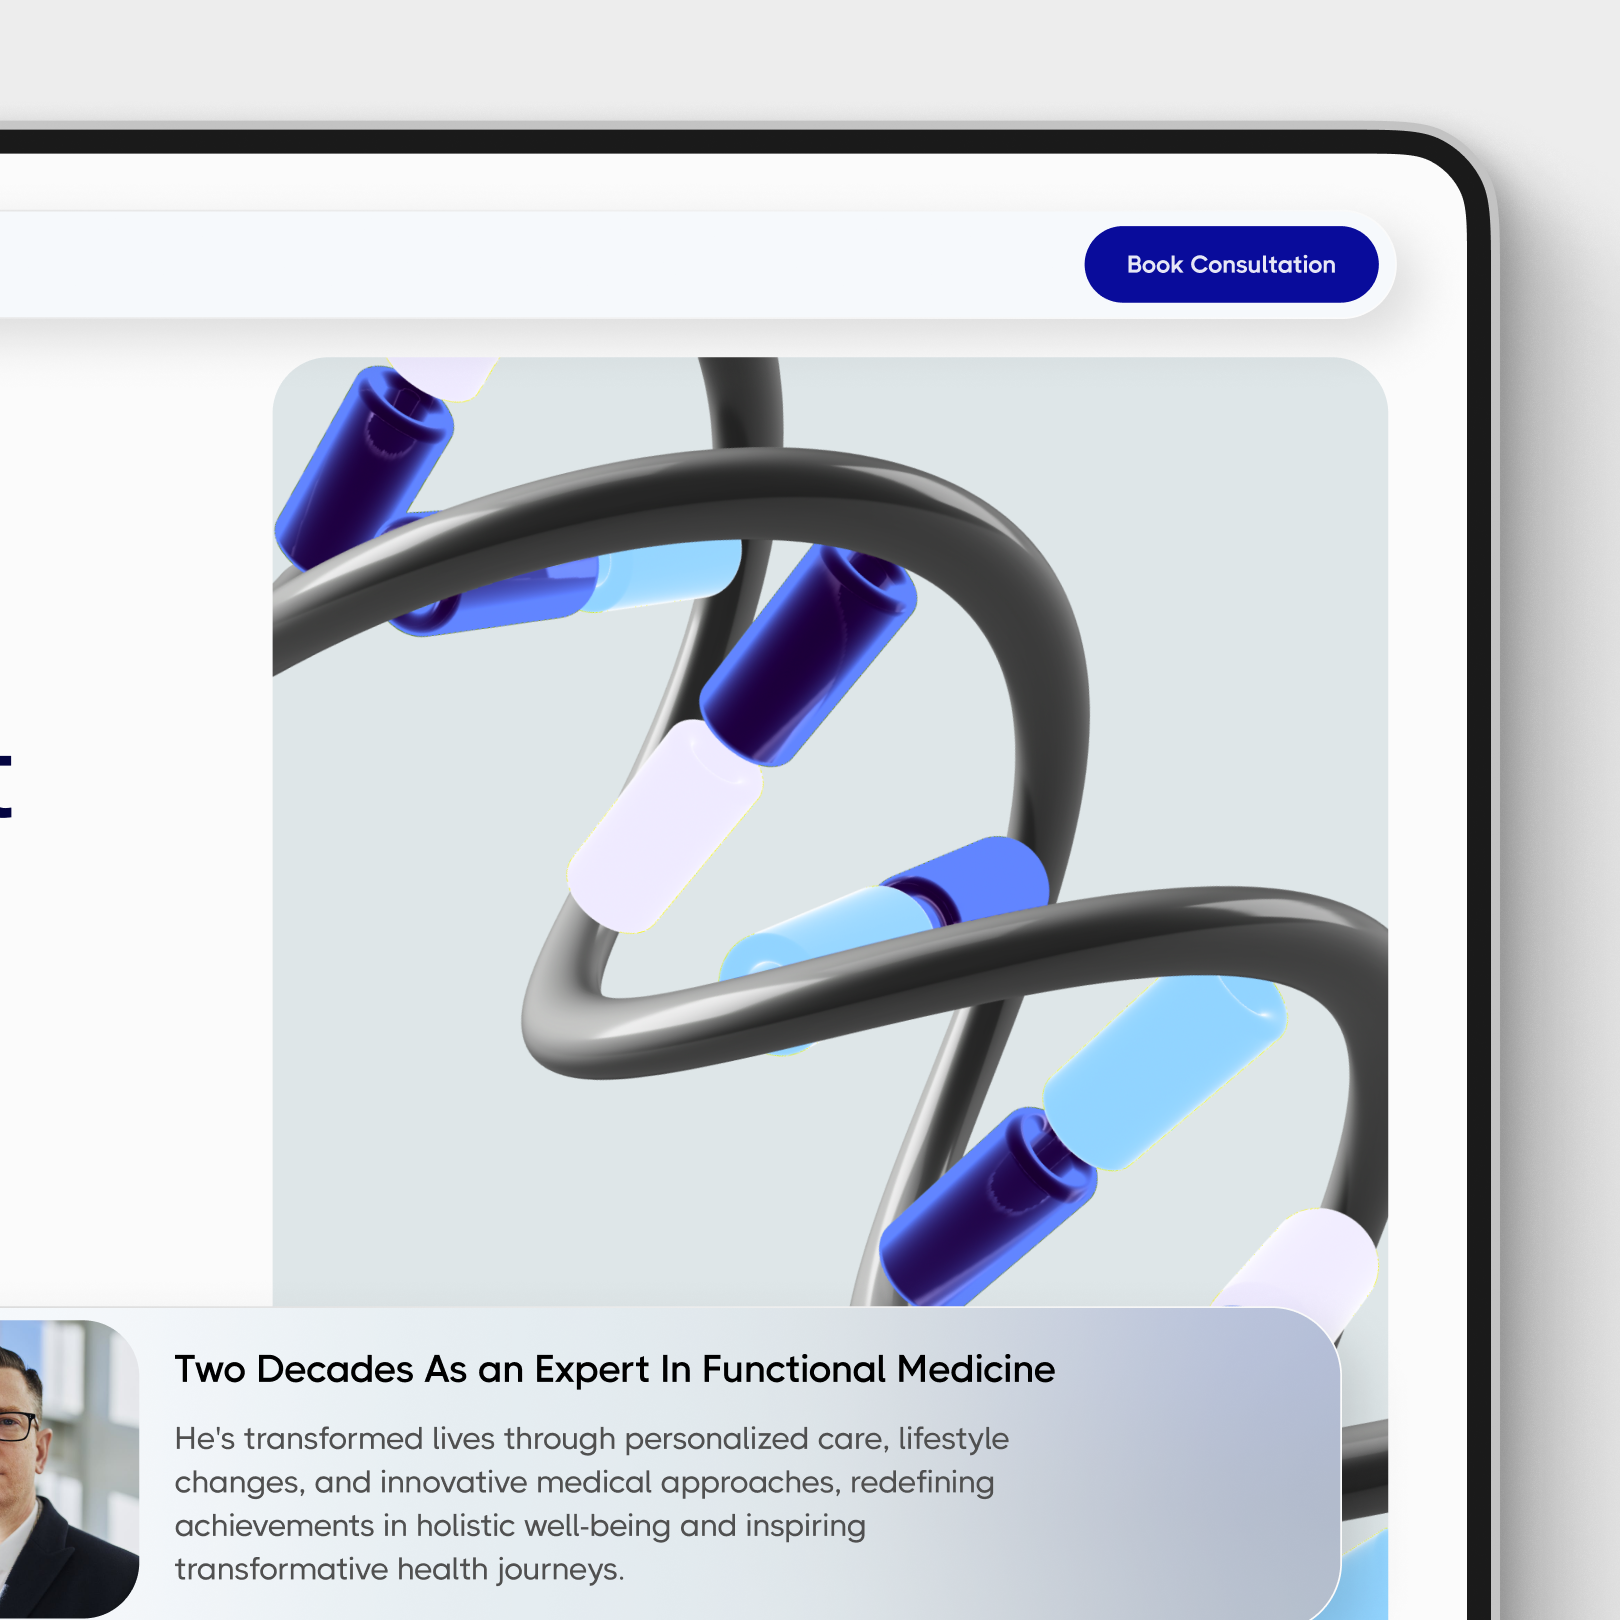 Book Consultation
t
Two Decades As an Expert In Functional Medicine
He's transformed lives through personalized care, lifestyle
changes, and innovative medical approaches, redefining
achievements in holistic well-being and inspiring
transformative health journeys.